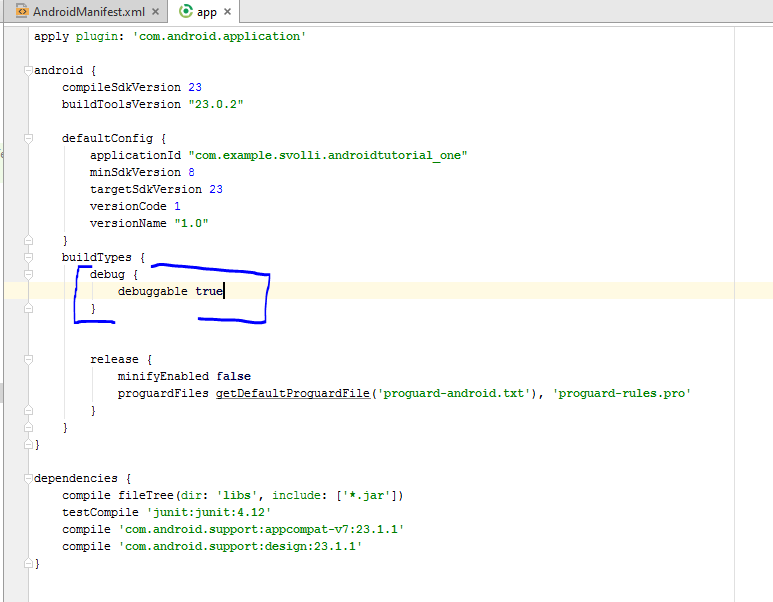 AndroidManifest.xml × app ×
apply plugin: 'com.android.application'
android {
compileSdkVersion 23
buildToolsVersion "23.0.2"
defaultConfig {
applicationId "com.example.svolli.androidtutorial_one"
minSdkVersion 8
targetSdkVersion 23
versionCode 1
versionName "1.0"
}
buildTypes {
debug {
debuggable true
}
release {
minifyEnabled false
proguardFiles getDefaultProguardFile('proguard-android.txt'), 'proguard-rules.pro'
}
}
}
dependencies {
compile fileTree(dir: 'libs', include: ['*.jar'])
testCompile 'junit:junit:4.12'
compile 'com.android.support:appcompat-v7:23.1.1'
compile 'com.android.support:design:23.1.1'
}